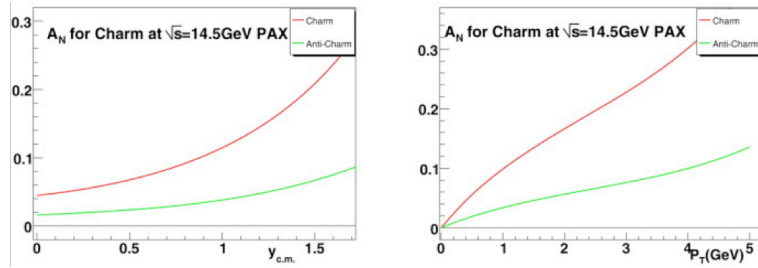 A_N for Charm at √s=14.5GeV PAX
Charm
Anti-Charm
0.3
0.2
0.1
0
0
0.5
1
1.5
y_c.m.
A_N for Charm at √s=14.5GeV PAX
Charm
Anti-Charm
0.3
0.2
0.1
0
0
1
2
3
4
5
P_T(GeV)